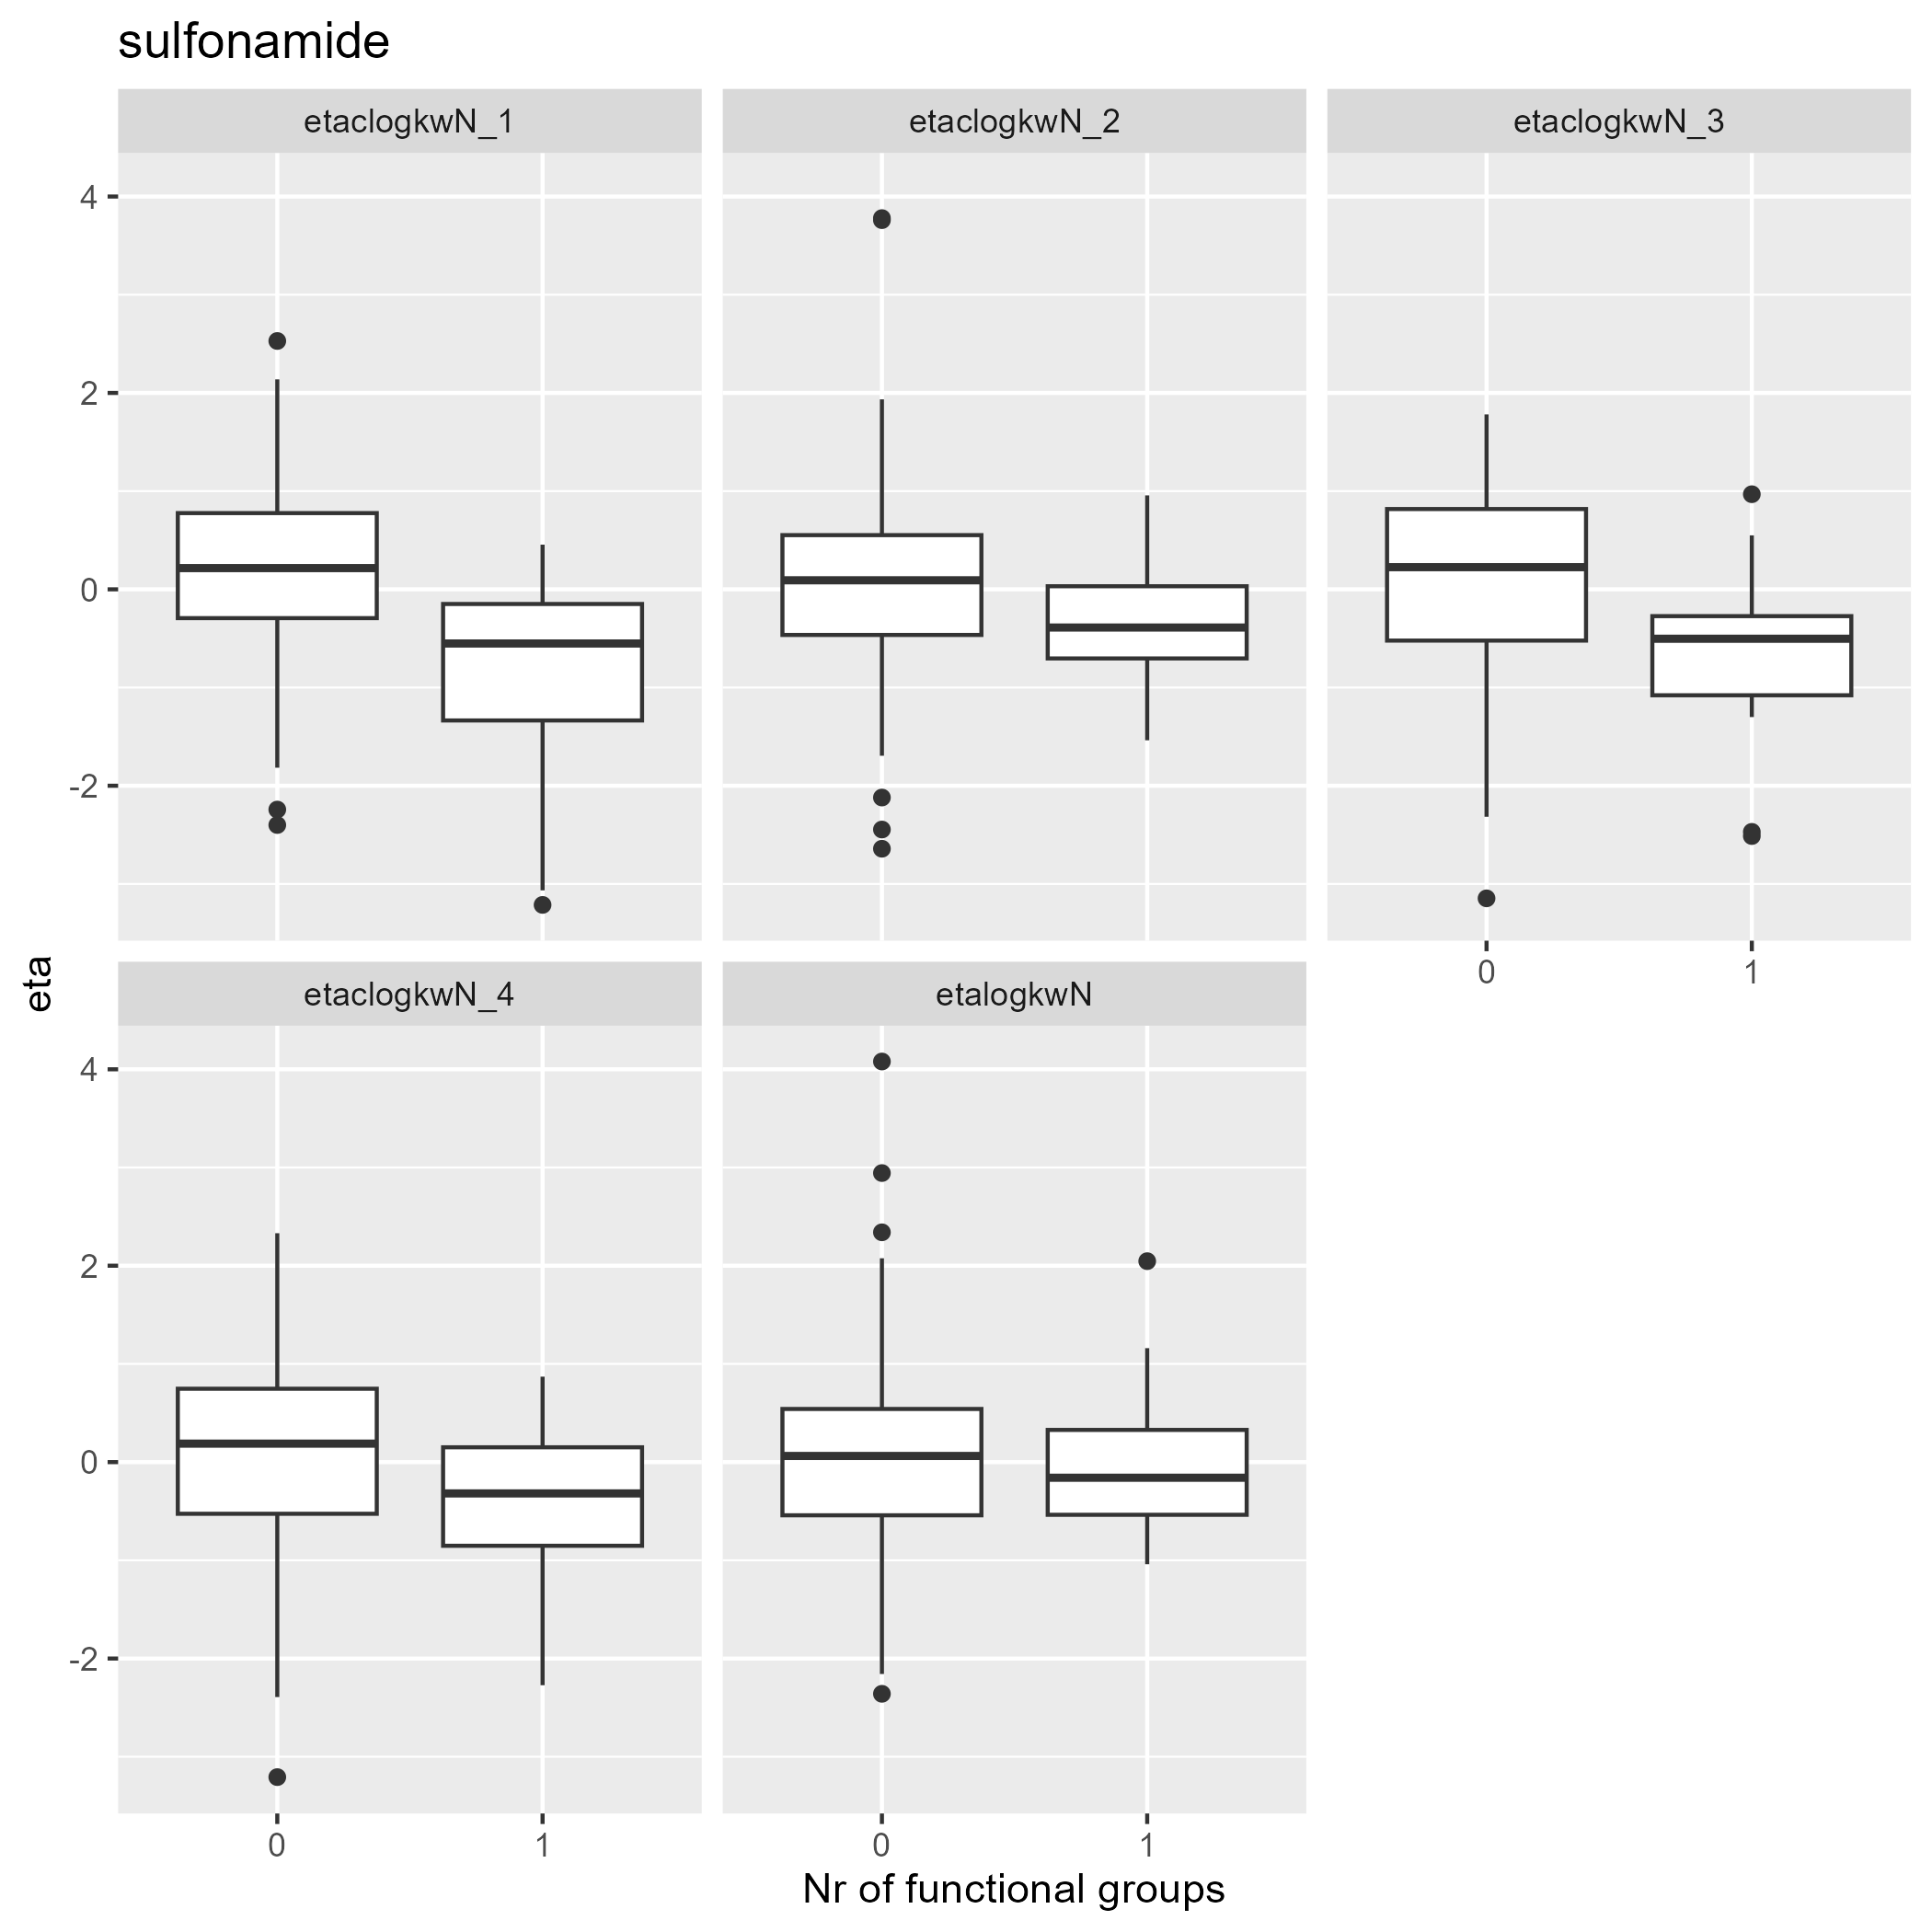 sulfonamide
etaclogkwN_1 etaclogkwN_2 etaclogkwN_3
4
2
0
-2
0 1
eta
etaclogkwN_4 etalogkwN
4
2
0
-2
0 1 0 1
Nr of functional groups